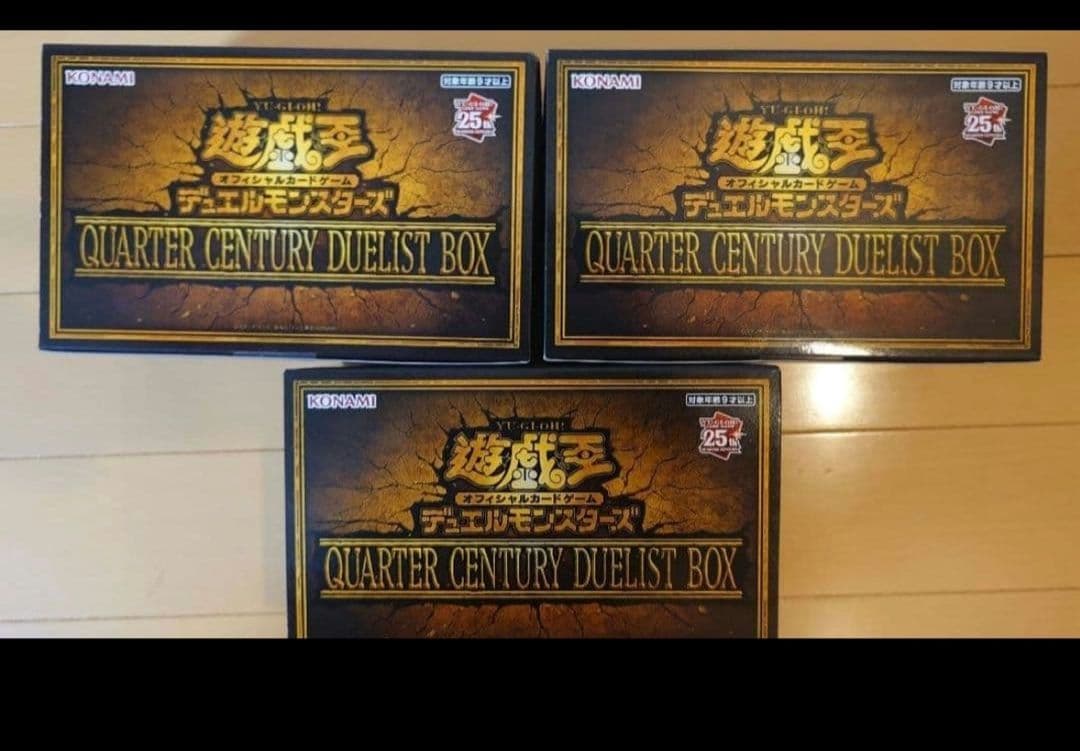 KONAMI
対象年齢9才以上
YU-GI-OH!
25th
遊戯王
オフィシャルカードゲーム
デュエルモンスターズ
QUARTER CENTURY DUELIST BOX
KONAMI
対象年齢9才以上
YU-GI-OH!
25th
遊戯王
オフィシャルカードゲーム
デュエルモンスターズ
QUARTER CENTURY DUELIST BOX
KONAMI
対象年齢9才以上
YU-GI-OH!
25th
遊戯王
オフィシャルカードゲーム
デュエルモンスターズ
QUARTER CENTURY DUELIST BOX